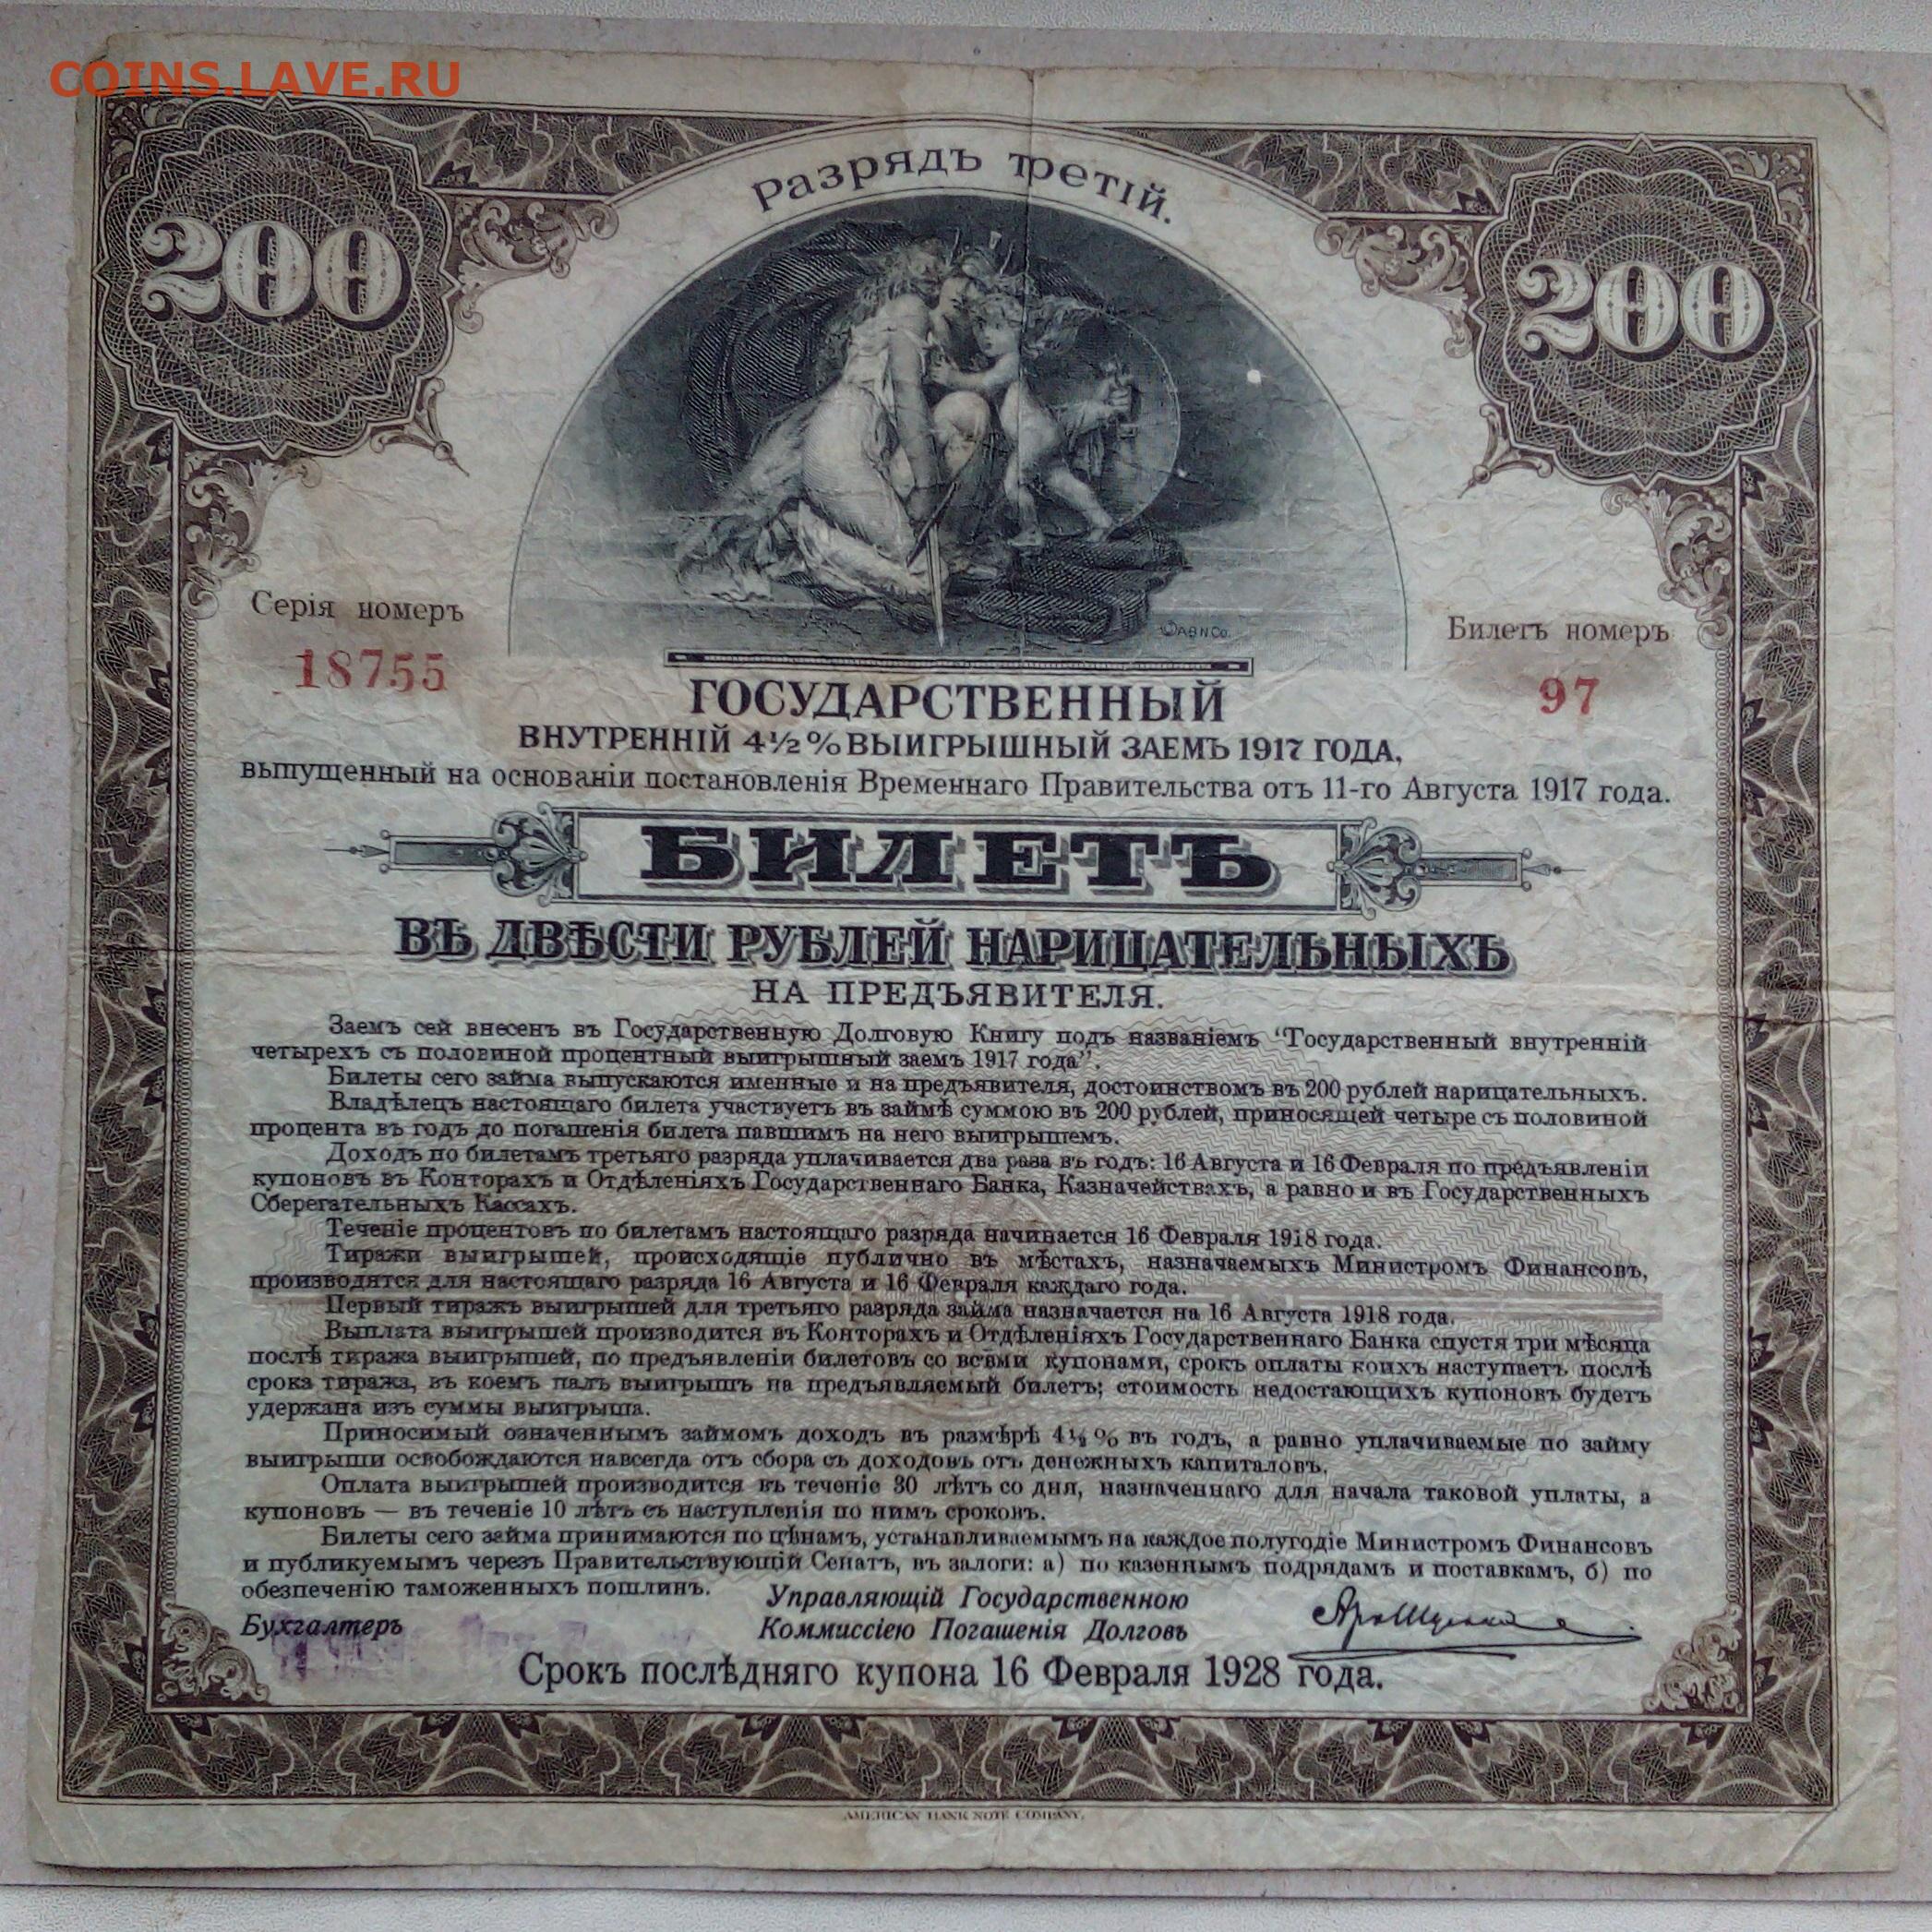 COINS.LAVE.RU
Разрядъ третій.
200
200
©ABNCo.
Серія номеръ
18755
Билетъ номеръ
97
ГОСУДАРСТВЕННЫЙ
ВНУТРЕННІЙ 4½% ВЫИГРЫШНЫЙ ЗАЕМЪ 1917 ГОДА,
выпущенный на основаніи постановленія Временнаго Правительства отъ 11-го Августа 1917 года.
БИЛЕТЪ
ВЪ ДВѢСТИ РУБЛЕЙ НАРИЦАТЕЛЬНЫХЪ
НА ПРЕДЪЯВИТЕЛЯ.
Заемъ сей внесенъ въ Государственную Долговую Книгу подъ названіемъ “Государственный внутренній
четырехъ съ половиной процентный выигрышный заемъ 1917 года”.
Билеты сего займа выпускаются именные и на предъявителя, достоинствомъ въ 200 рублей нарицательныхъ.
Владѣлецъ настоящаго билета участвуетъ въ займѣ суммою въ 200 рублей, приносящей четыре съ половиной
процента въ годъ до погашенія билета павшимъ на него выигрышемъ.
Доходъ по билетамъ третьяго разряда уплачивается два раза въ годъ: 16 Августа и 16 Февраля по предъявленіи
купоновъ въ Конторахъ и Отдѣленіяхъ Государственнаго Банка, Казначействахъ, а равно и въ Государственныхъ
Сберегательныхъ Кассахъ.
Теченіе процентовъ по билетамъ настоящаго разряда начинается 16 Февраля 1918 года.
Тиражи выигрышей, происходящіе публично въ мѣстахъ, назначаемыхъ Министромъ Финансовъ,
производятся для настоящаго разряда 16 Августа и 16 Февраля каждаго года.
Первый тиражъ выигрышей для третьяго разряда займа назначается на 16 Августа 1918 года.
Выплата выигрышей производится въ Конторахъ и Отдѣленіяхъ Государственнаго Банка спустя три мѣсяца
послѣ тиража выигрышей, по предъявленіи билетовъ со всѣми купонами, срокъ оплаты коихъ наступаетъ послѣ
срока тиража, въ коемъ палъ выигрышъ на предъявляемый билетъ; стоимость недостающихъ купоновъ будетъ
удержана изъ суммы выигрыша.
Приносимый означеннымъ займомъ доходъ въ размѣрѣ 4½% въ годъ, а равно уплачиваемые по займу
выигрыши освобождаются навсегда отъ сбора съ доходовъ отъ денежныхъ капиталовъ.
Оплата выигрышей производится въ теченіе 30 лѣтъ со дня, назначеннаго для начала таковой уплаты, а
купоновъ — въ теченіе 10 лѣтъ съ наступленія по нимъ сроковъ.
Билеты сего займа принимаются по цѣнамъ, устанавливаемымъ на каждое полугодіе Министромъ Финансовъ
и публикуемымъ черезъ Правительствующій Сенатъ, въ залоги: а) по казеннымъ подрядамъ и поставкамъ, б) по
обезпеченію таможенныхъ пошлинъ.
Управляющій Государственною
Коммиссіею Погашенія Долговъ
Бухгалтеръ
Срокъ послѣдняго купона 16 Февраля 1928 года.
AMERICAN BANK NOTE COMPANY.